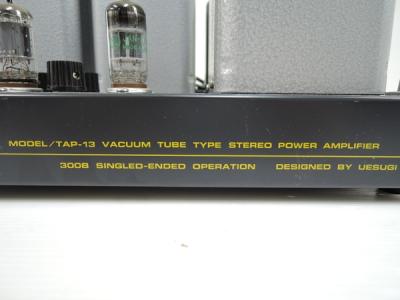 MODEL/TAP-13 VACUUM TUBE TYPE STEREO POWER AMPLIFIER
300B SINGLED-ENDED OPERATION DESIGNED BY UESUGI